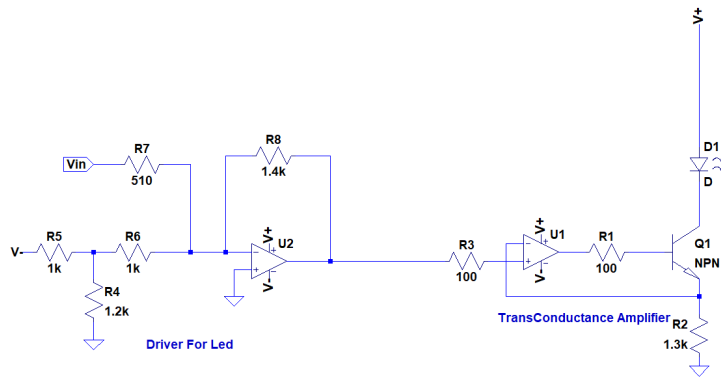 V+
R7
Vin
510
R8
1.4k
D1
D
R5
1k
V-
R6
1k
V+
U2
V-
R4
1.2k
R3
100
V+
U1
V-
R1
100
Q1
NPN
R2
1.3k
TransConductance Amplifier
Driver For Led